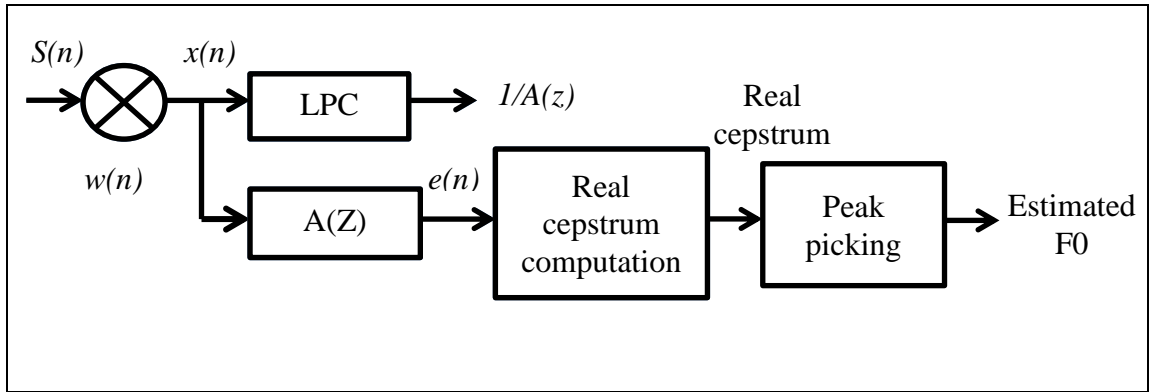 S(n)
x(n)
w(n)
LPC
1/A(z)
A(Z)
e(n)
Real
cepstrum
computation
Real
cepstrum
Peak
picking
Estimated
F0